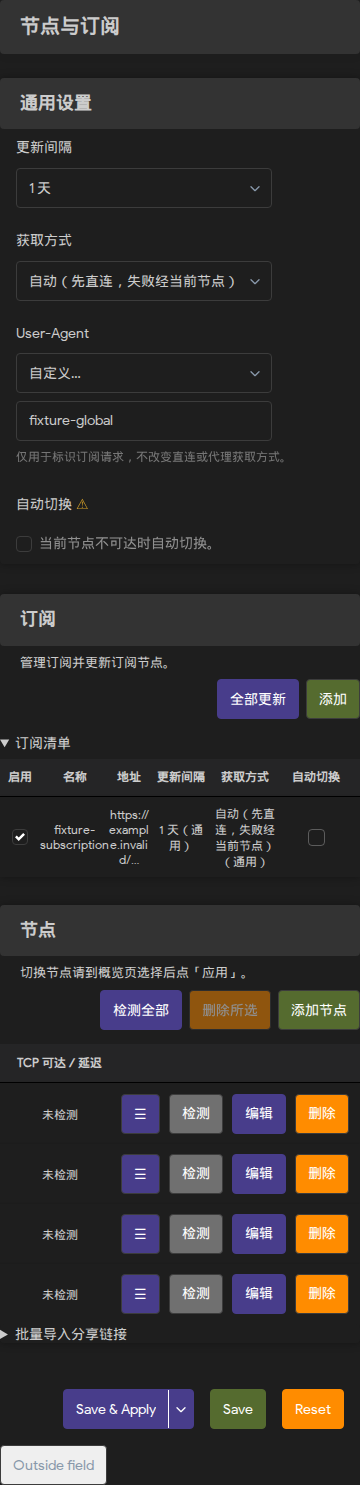 节点与订阅
通用设置
更新间隔
1 天
获取方式
自动（先直连，失败经当前节点）
User-Agent
自定义...
fixture-global
仅用于标识订阅请求，不改变直连或代理获取方式。
自动切换 ⚠
当前节点不可达时自动切换。
订阅
管理订阅并更新订阅节点。
全部更新 添加
▼ 订阅清单
启用 名称 地址 更新间隔 获取方式 自动切换
fixture-subscription
https://example.invalid/...
1 天（通用）
自动（先直连，失败经当前节点）（通用）
节点
切换节点请到概览页选择后点「应用」。
检测全部 删除所选 添加节点
TCP 可达 / 延迟
未检测 ☰ 检测 编辑 删除
未检测 ☰ 检测 编辑 删除
未检测 ☰ 检测 编辑 删除
未检测 ☰ 检测 编辑 删除
▶ 批量导入分享链接
Save & Apply Save Reset
Outside field